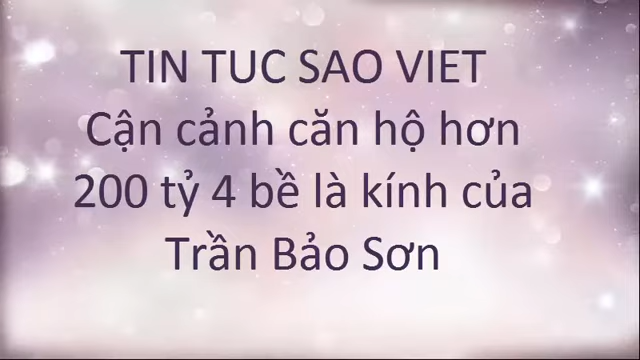 TIN TUC SAO VIET
Cận cảnh căn hộ hơn
200 tỷ 4 bề là kính của
Trần Bảo Sơn